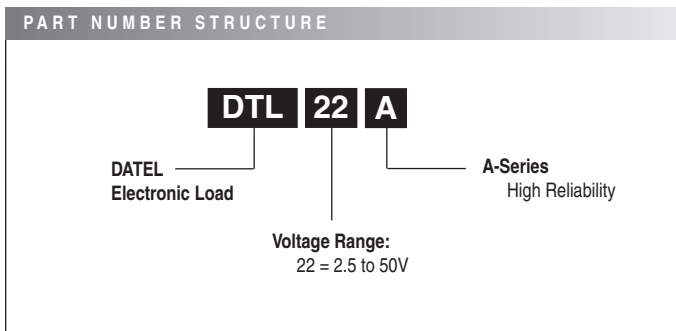 PART NUMBER STRUCTURE
DTL 22 A
DATEL
Electronic Load
A-Series
High Reliability
Voltage Range:
22 = 2.5 to 50V